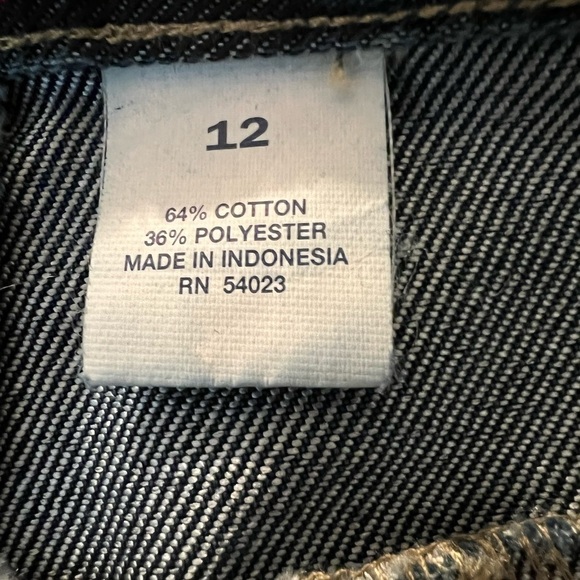 12
64% COTTON
36% POLYESTER
MADE IN INDONESIA
RN 54023